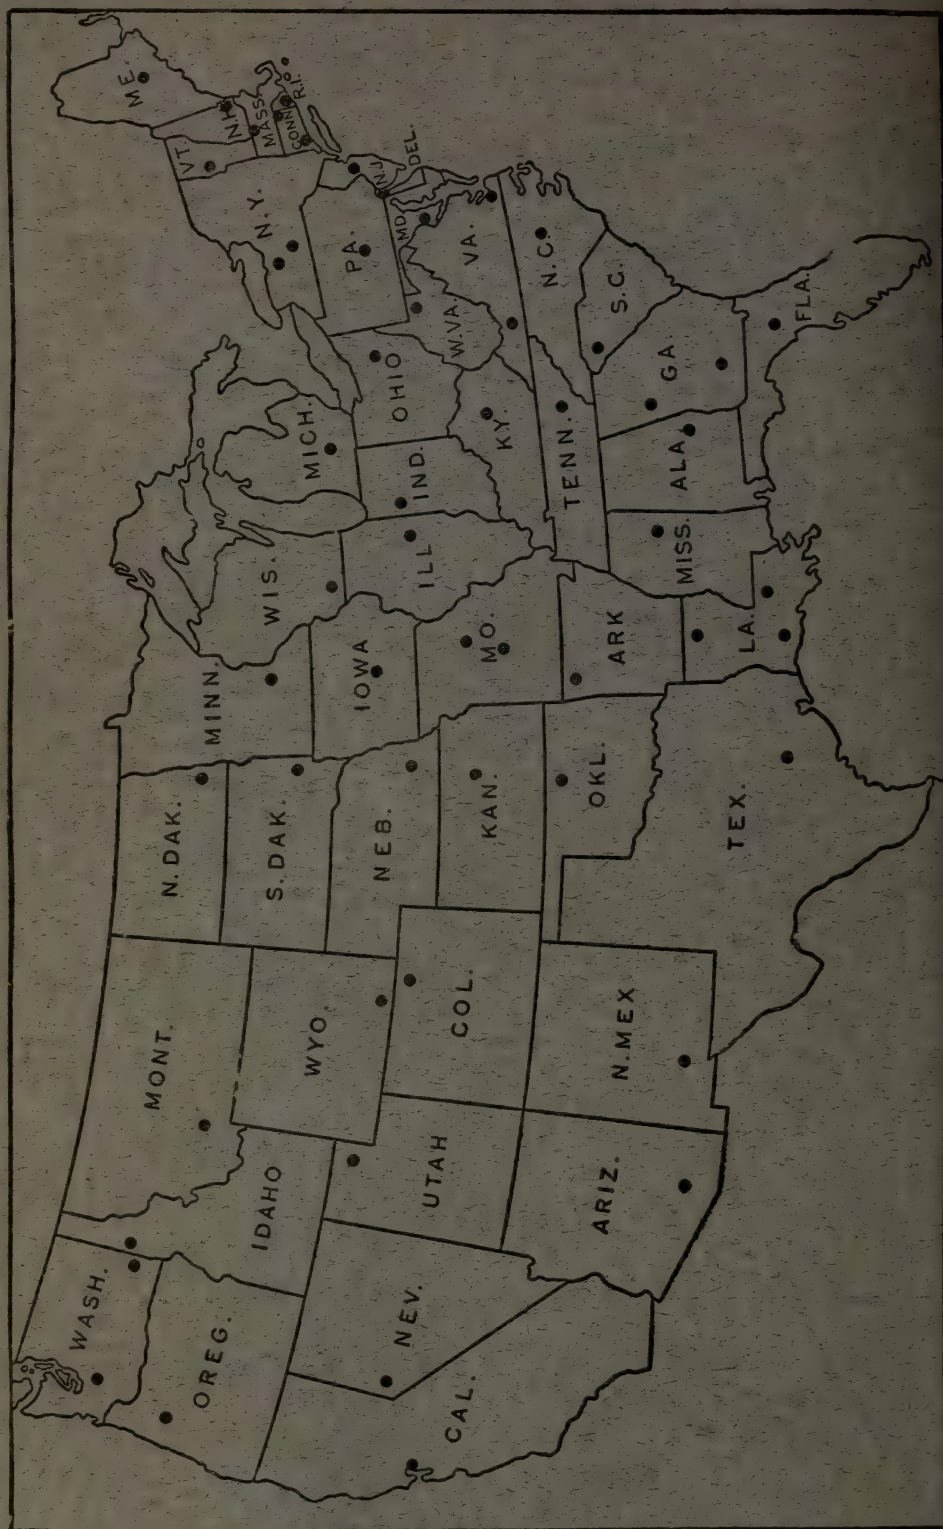 WASH.
OREG.
CAL.
NEV.
IDAHO
MONT.
WYO.
UTAH
ARIZ.
COL.
N.MEX
N.DAK.
S.DAK.
NEB.
KAN.
OKL.
TEX.
MINN.
IOWA
MO.
ARK
LA.
WIS.
ILL
MICH.
IND.
OHIO
KY.
TENN.
MISS.
ALA.
GA
FLA.
S.C.
N.C.
VA.
W.VA.
MD.
DEL.
N.J.
PA.
N.Y.
VT.
N.H.
MASS.
CONN.
R.I.
ME.